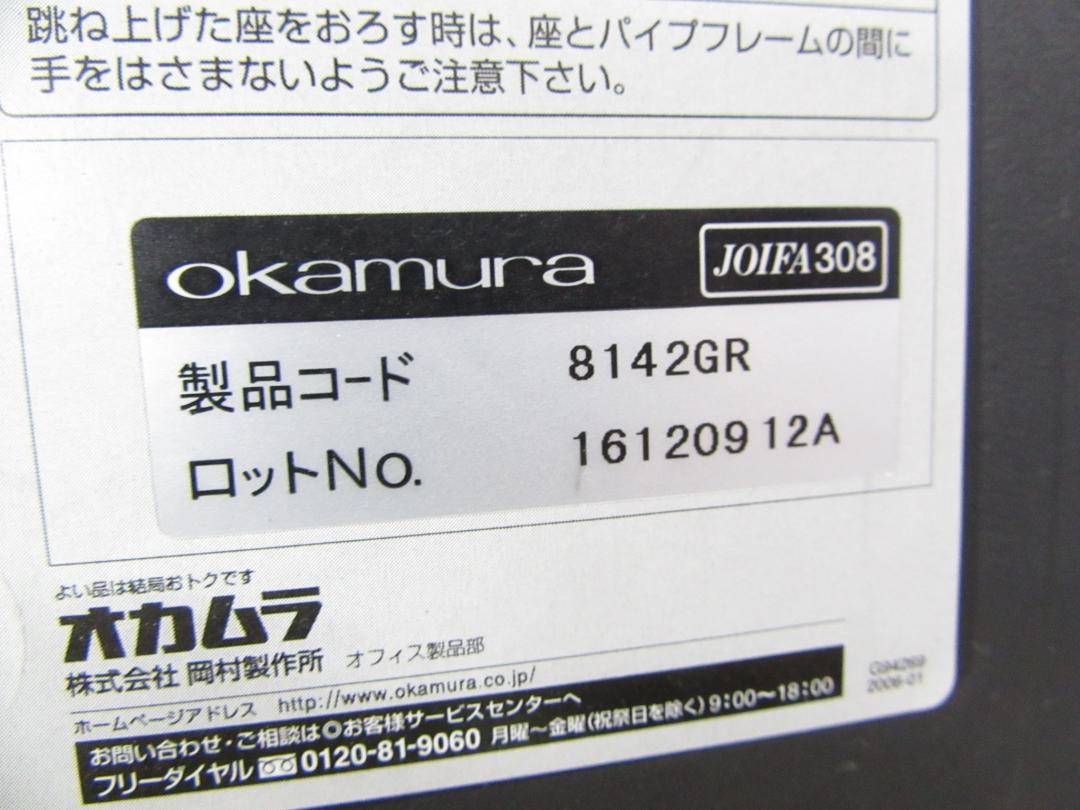 跳ね上げた座をおろす時は、座とパイプフレームの間に
手をはさまないようご注意下さい。
okamura JOIFA308
製品コード 8142GR
ロットNo. 16120912A
よい品は結局おトクです
オカムラ
株式会社 岡村製作所 オフィス製品部
ホームページアドレス http://www.okamura.co.jp/
お問い合わせ・ご相談は◎お客様サービスセンターへ
フリーダイヤル 0120-81-9060 月曜~金曜(祝祭日を除く)9:00~18:00
G94269
2006-01